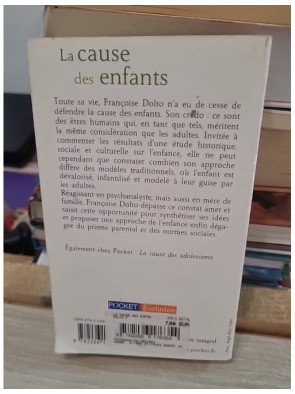 La cause
des enfants
Toute sa vie, Françoise Dolto n'a eu de cesse de
défendre la cause des enfants. Son credo : ce sont
des êtres humains qui, en tant que tels, méritent
la même considération que les adultes. Invitée à
commenter les résultats d'une étude historique,
sociale et culturelle sur l'enfance, elle ne peut
cependant que constater combien son approche
diffère des modèles traditionnels, où l'enfant est
dévalorisé, infantilisé et modelé à leur guise par
les adultes.
Réagissant en psychanalyste, mais aussi en mère de
famille, Françoise Dolto dépasse ce constat amer et
saisit cette opportunité pour synthétiser ses idées
et proposer une approche de l'enfance enfin déga-
gée du prisme parental et des normes sociales.
Également chez Pocket : La cause des adolescents
POCKET Évolution
7,90 EUR
intégral
pocket.fr